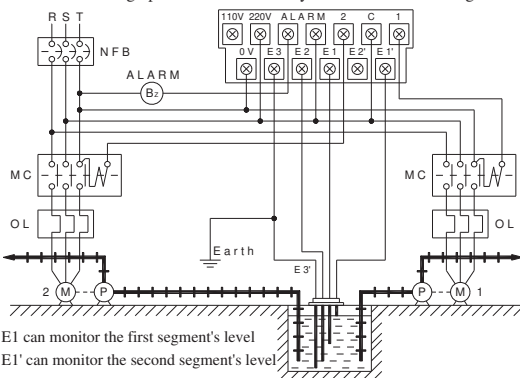 R S T
110V 220V A L A R M 2 C 1
NFB
0V E3 E2 E1 E2' E1'
ALARM
Bz
MC
MC
OL
OL
Earth
E3'
2 M P
P M 1
E1 can monitor the first segment's level
E1' can monitor the second segment's level